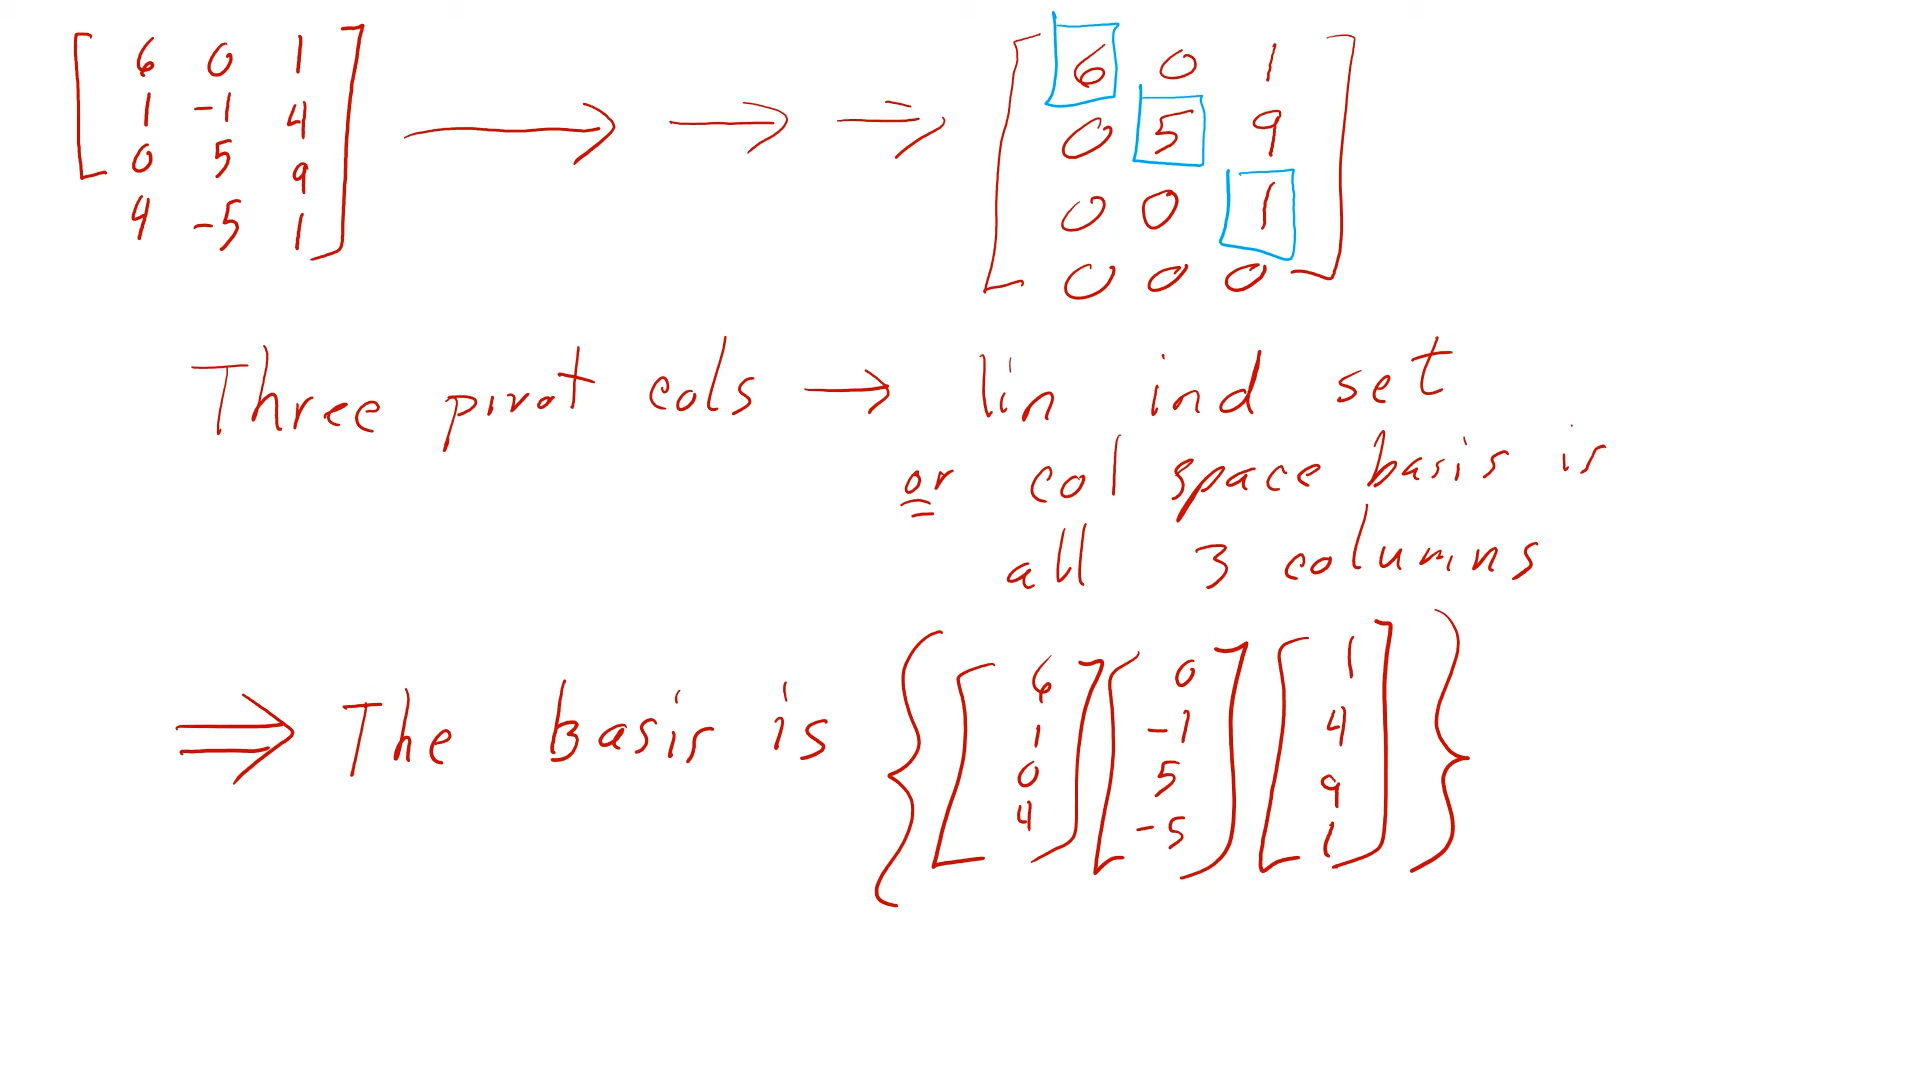 [ 6 0 1 ] → → → [ 6 0 1 ]
1 -1 4 0 5 9
0 5 9 0 0 1
4 -5 1 0 0 0
Three pivot cols → lin ind set
or col space basis is
all 3 columns
⇒ The basis is { [ 6 ] [ 0 ] [ 1 ] }
1 -1 4
0 5 9
4 -5 1